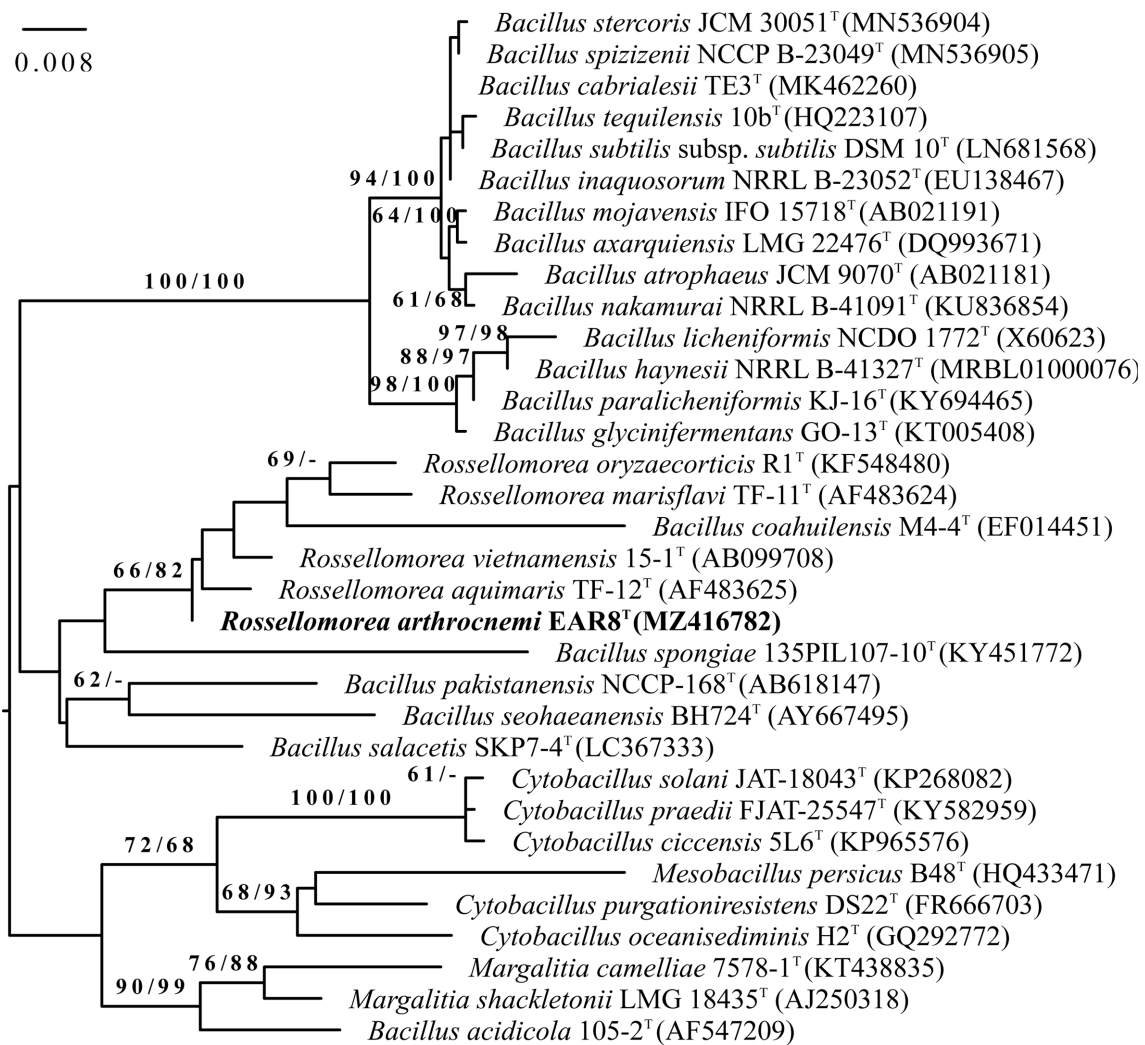 0.008
Bacillus stercoris JCM 30051ᵀ(MN536904)
Bacillus spizizenii NCCP B-23049ᵀ (MN536905)
Bacillus cabrialesii TE3ᵀ (MK462260)
Bacillus tequilensis 10bᵀ(HQ223107)
Bacillus subtilis subsp. subtilis DSM 10ᵀ (LN681568)
94/100
Bacillus inaquosorum NRRL B-23052ᵀ(EU138467)
64/100
Bacillus mojavensis IFO 15718ᵀ(AB021191)
Bacillus axarquiensis LMG 22476ᵀ (DQ993671)
100/100
Bacillus atrophaeus JCM 9070ᵀ (AB021181)
61/68
Bacillus nakamurai NRRL B-41091ᵀ (KU836854)
97/98
Bacillus licheniformis NCDO 1772ᵀ (X60623)
88/97
Bacillus haynesii NRRL B-41327ᵀ (MRBL01000076)
98/100
Bacillus paralicheniformis KJ-16ᵀ(KY694465)
Bacillus glycinifermentans GO-13ᵀ (KT005408)
69/-
Rossellomorea oryzaecorticis R1ᵀ (KF548480)
Rossellomorea marisflavi TF-11ᵀ (AF483624)
Bacillus coahuilensis M4-4ᵀ (EF014451)
Rossellomorea vietnamensis 15-1ᵀ (AB099708)
66/82
Rossellomorea aquimaris TF-12ᵀ (AF483625)
Rossellomorea arthrocnemi EAR8ᵀ(MZ416782)
Bacillus spongiae 135PIL107-10ᵀ(KY451772)
62/-
Bacillus pakistanensis NCCP-168ᵀ(AB618147)
Bacillus seohaeanensis BH724ᵀ (AY667495)
Bacillus salacetis SKP7-4ᵀ(LC367333)
61/-
Cytobacillus solani JAT-18043ᵀ (KP268082)
100/100
Cytobacillus praedii FJAT-25547ᵀ (KY582959)
Cytobacillus ciccensis 5L6ᵀ (KP965576)
72/68
Mesobacillus persicus B48ᵀ (HQ433471)
68/93
Cytobacillus purgationiresistens DS22ᵀ (FR666703)
Cytobacillus oceanisediminis H2ᵀ (GQ292772)
76/88
Margalitia camelliae 7578-1ᵀ(KT438835)
90/99
Margalitia shackletonii LMG 18435ᵀ (AJ250318)
Bacillus acidicola 105-2ᵀ(AF547209)